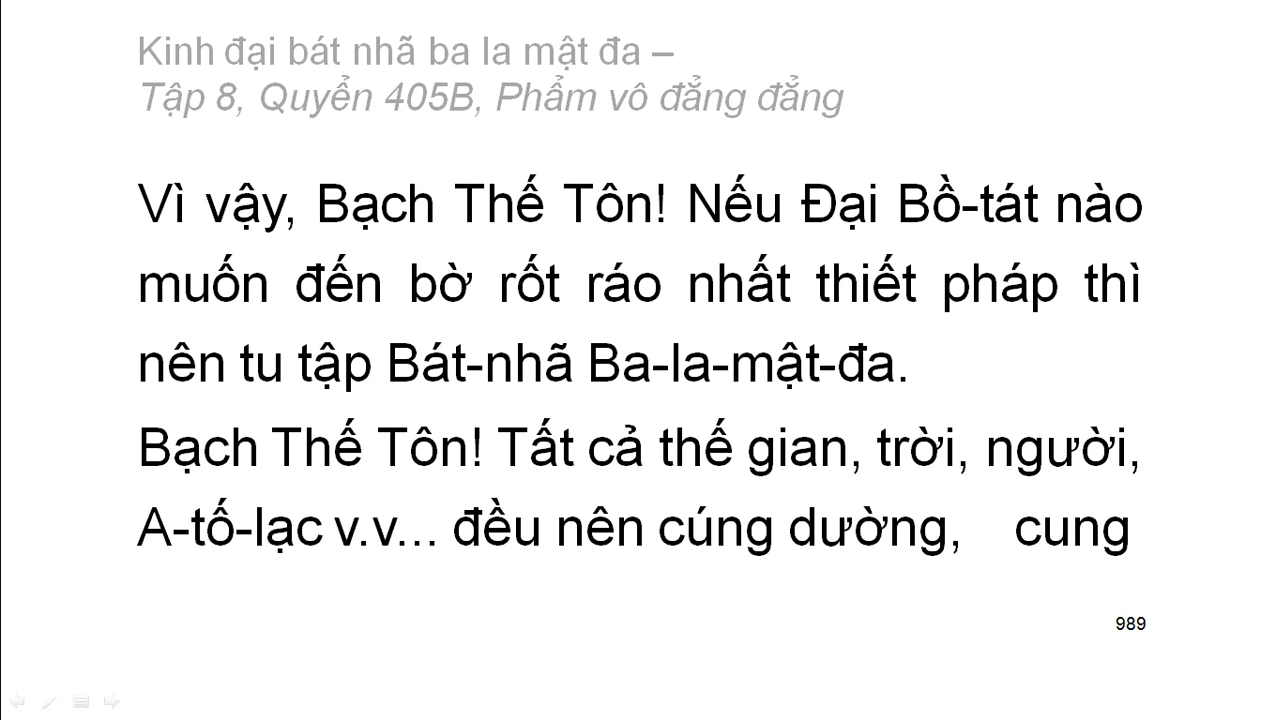 Kinh đại bát nhã ba la mật đa –
Tập 8, Quyển 405B, Phẩm vô đẳng đẳng
Vì vậy, Bạch Thế Tôn! Nếu Đại Bồ-tát nào
muốn đến bờ rốt ráo nhất thiết pháp thì
nên tu tập Bát-nhã Ba-la-mật-đa.
Bạch Thế Tôn! Tất cả thế gian, trời, người,
A-tố-lạc v.v... đều nên cúng dường, cung
989